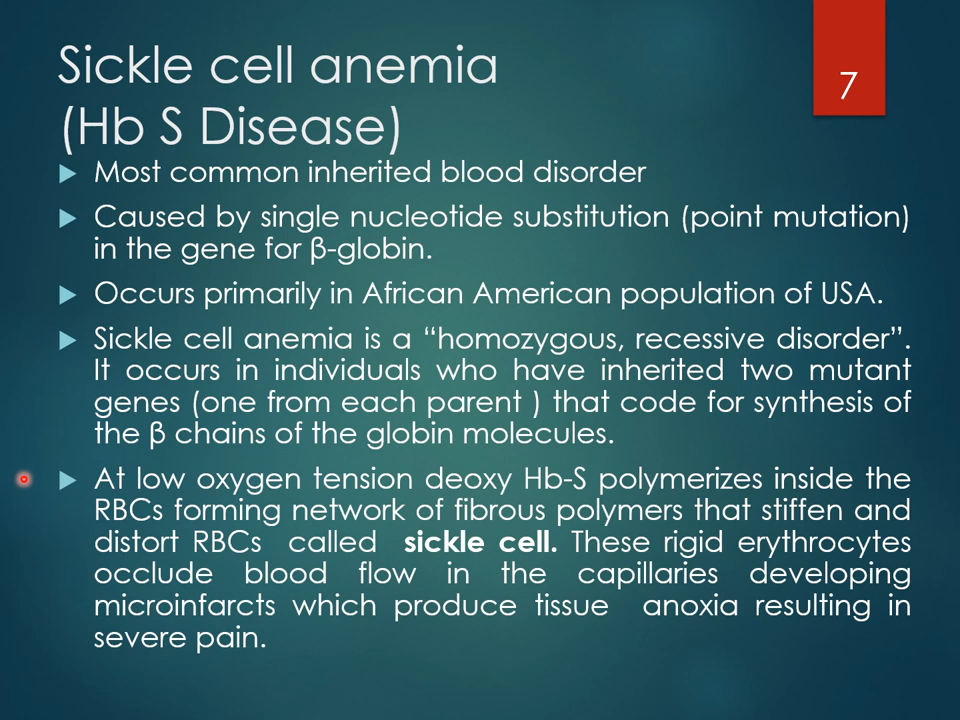 Sickle cell anemia
7
(Hb S Disease)
Most common inherited blood disorder
Caused by single nucleotide substitution (point mutation)
in the gene for β-globin.
Occurs primarily in African American population of USA.
Sickle cell anemia is a “homozygous, recessive disorder”.
It occurs in individuals who have inherited two mutant
genes (one from each parent ) that code for synthesis of
the β chains of the globin molecules.
At low oxygen tension deoxy Hb-S polymerizes inside the
RBCs forming network of fibrous polymers that stiffen and
distort RBCs called sickle cell. These rigid erythrocytes
occlude blood flow in the capillaries developing
microinfarcts which produce tissue anoxia resulting in
severe pain.